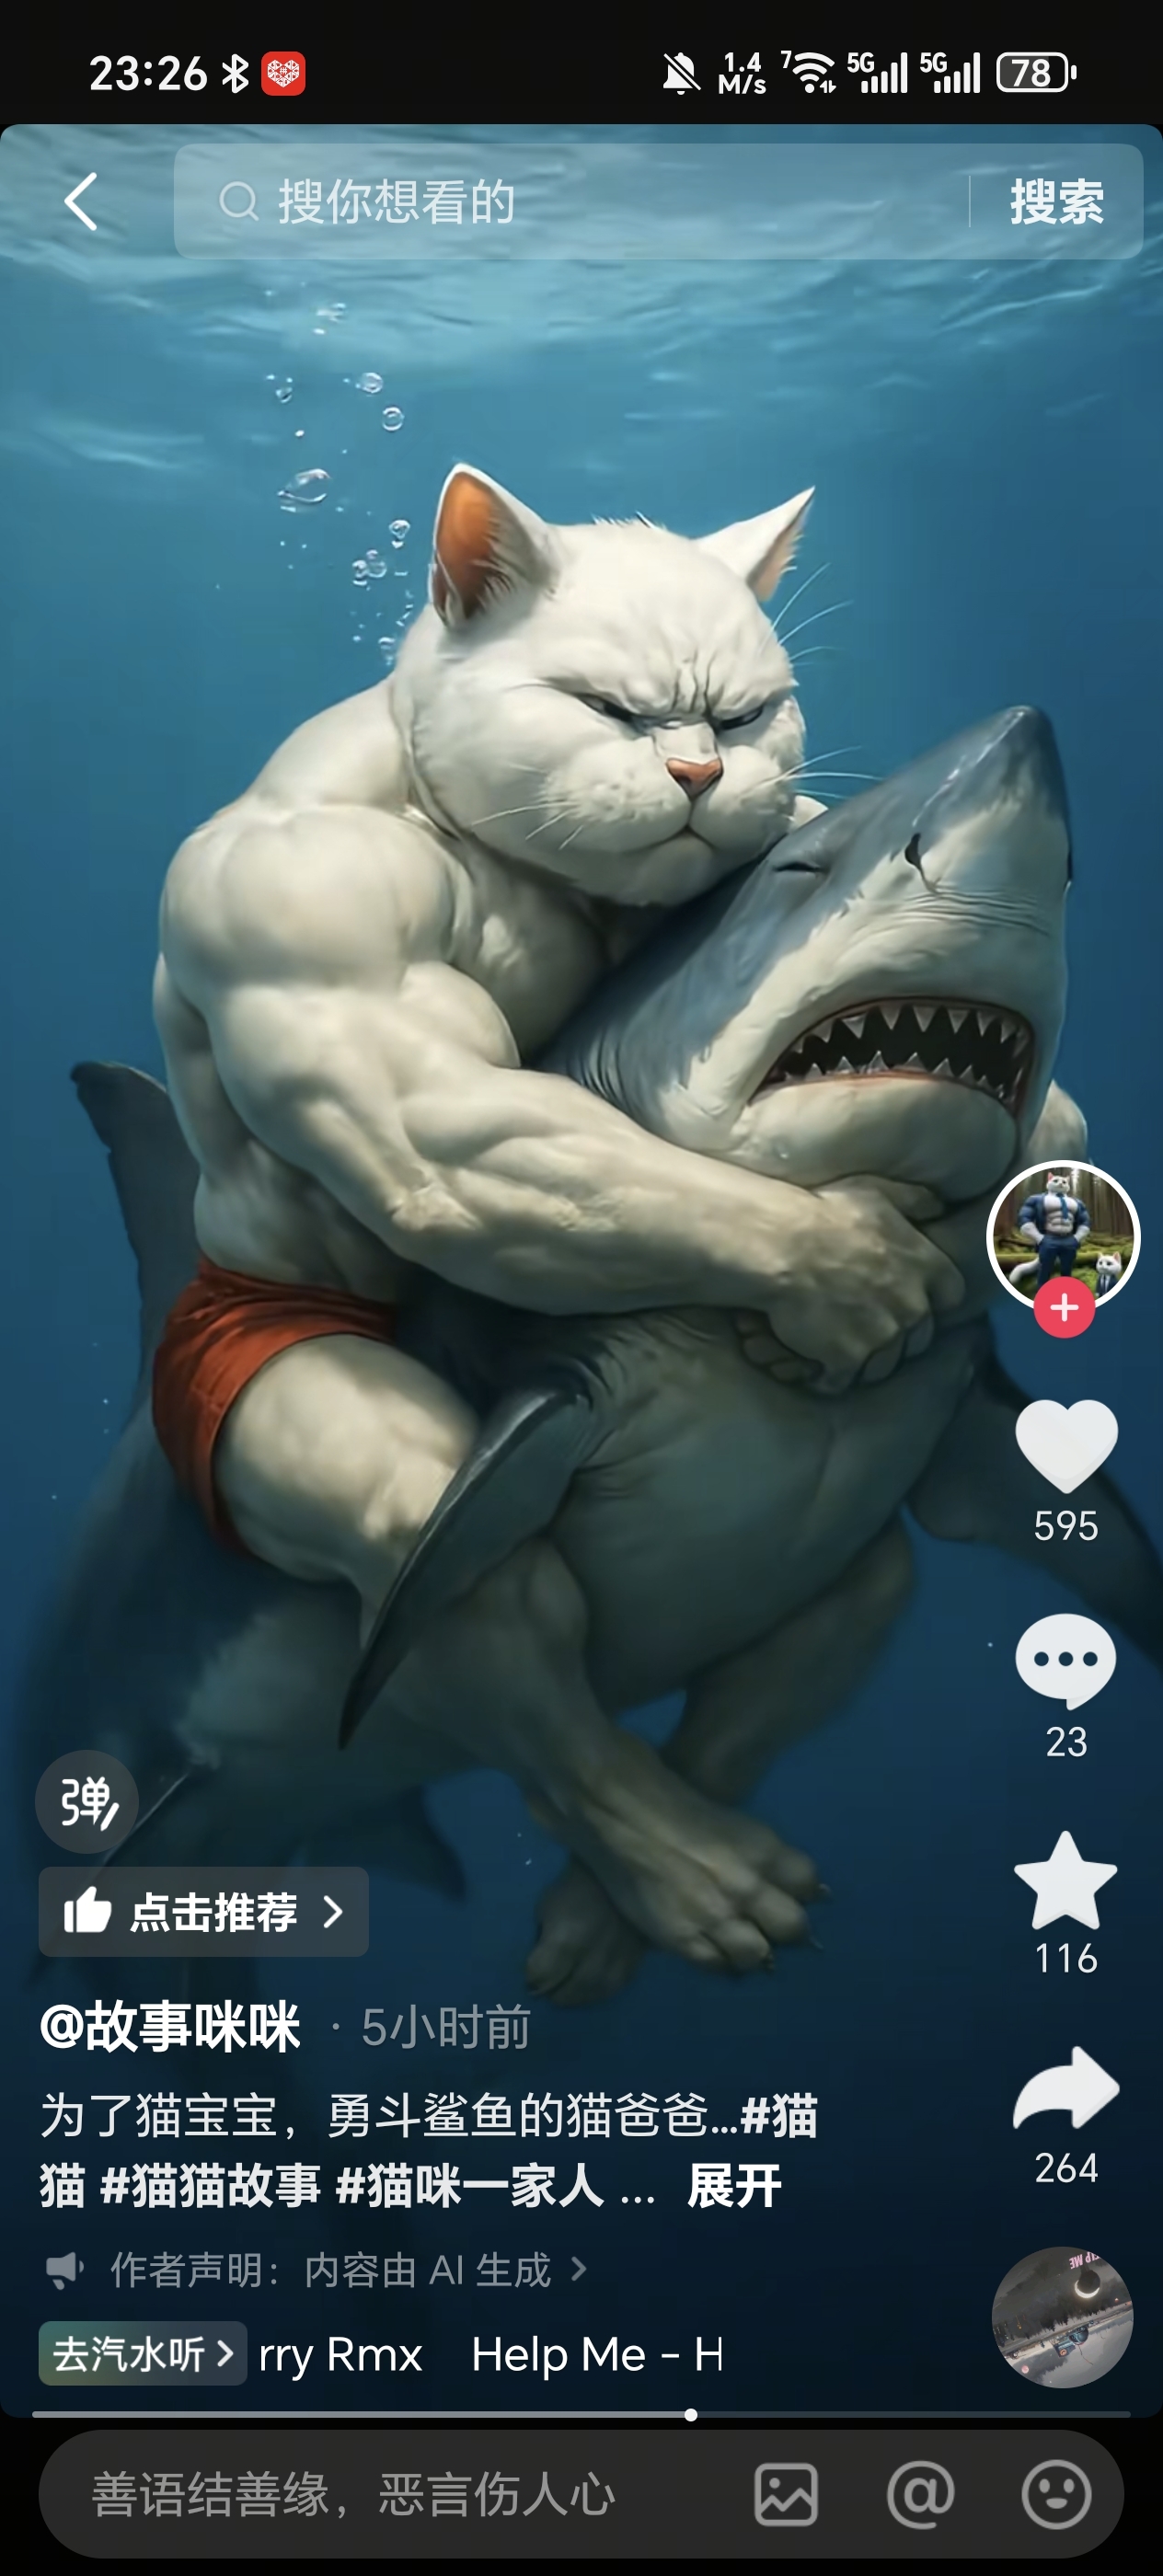 23:26
1.4 M/s 7 5G 5G 78
搜你想看的 搜索
595
23
弹
点击推荐
116
@故事咪咪 · 5小时前
为了猫宝宝，勇斗鲨鱼的猫爸爸...#猫
猫 #猫猫故事 #猫咪一家人 ... 展开
264
作者声明：内容由 AI 生成
去汽水听 rry Rmx Help Me - H
善语结善缘，恶言伤人心